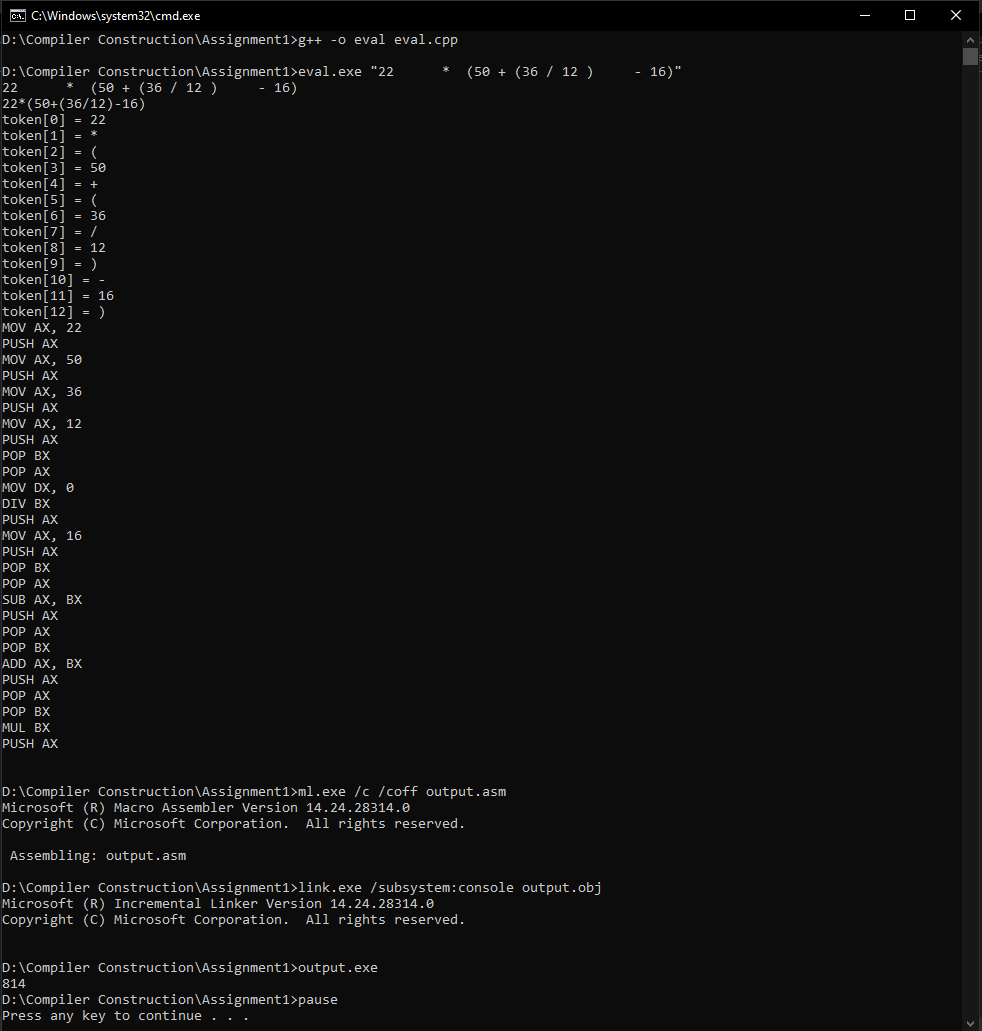 C:\Windows\system32\cmd.exe
D:\Compiler Construction\Assignment1>g++ -o eval eval.cpp
D:\Compiler Construction\Assignment1>eval.exe "22      *  (50 + (36 / 12 )     - 16)"
22      *  (50 + (36 / 12 )     - 16)
22*(50+(36/12)-16)
token[0] = 22
token[1] = *
token[2] = (
token[3] = 50
token[4] = +
token[5] = (
token[6] = 36
token[7] = /
token[8] = 12
token[9] = )
token[10] = -
token[11] = 16
token[12] = )
MOV AX, 22
PUSH AX
MOV AX, 50
PUSH AX
MOV AX, 36
PUSH AX
MOV AX, 12
PUSH AX
POP BX
POP AX
MOV DX, 0
DIV BX
PUSH AX
MOV AX, 16
PUSH AX
POP BX
POP AX
SUB AX, BX
PUSH AX
POP AX
POP BX
ADD AX, BX
PUSH AX
POP AX
POP BX
MUL BX
PUSH AX
D:\Compiler Construction\Assignment1>ml.exe /c /coff output.asm
Microsoft (R) Macro Assembler Version 14.24.28314.0
Copyright (C) Microsoft Corporation.  All rights reserved.
 Assembling: output.asm
D:\Compiler Construction\Assignment1>link.exe /subsystem:console output.obj
Microsoft (R) Incremental Linker Version 14.24.28314.0
Copyright (C) Microsoft Corporation.  All rights reserved.
D:\Compiler Construction\Assignment1>output.exe
814
D:\Compiler Construction\Assignment1>pause
Press any key to continue . . .